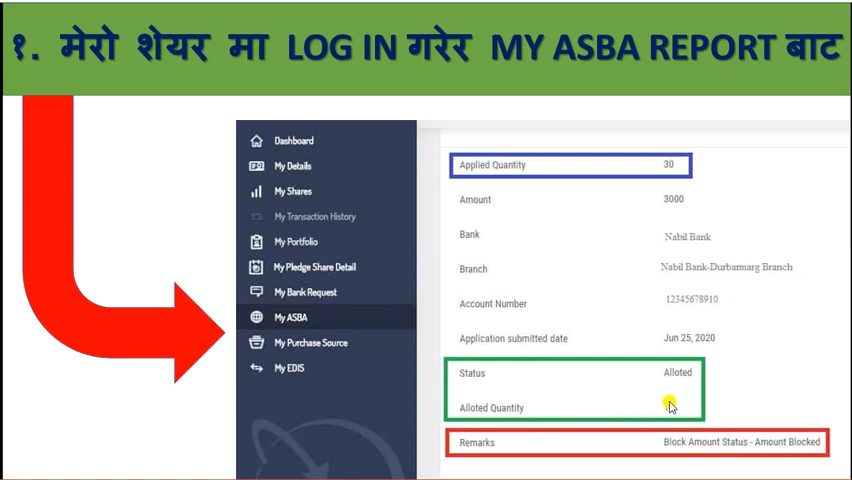 १. मेरो शेयर मा LOG IN गरेर MY ASBA REPORT बाट
Dashboard
My Details
My Shares
My Transaction History
My Portfolio
My Pledge Share Detail
My Bank Request
My ASBA
My Purchase Source
My EDIS
Applied Quantity 30
Amount 3000
Bank Nabil Bank
Branch Nabil Bank-Durbarmarg Branch
Account Number 12345678910
Application submitted date Jun 25, 2020
Status Alloted
Alloted Quantity
Remarks Block Amount Status - Amount Blocked